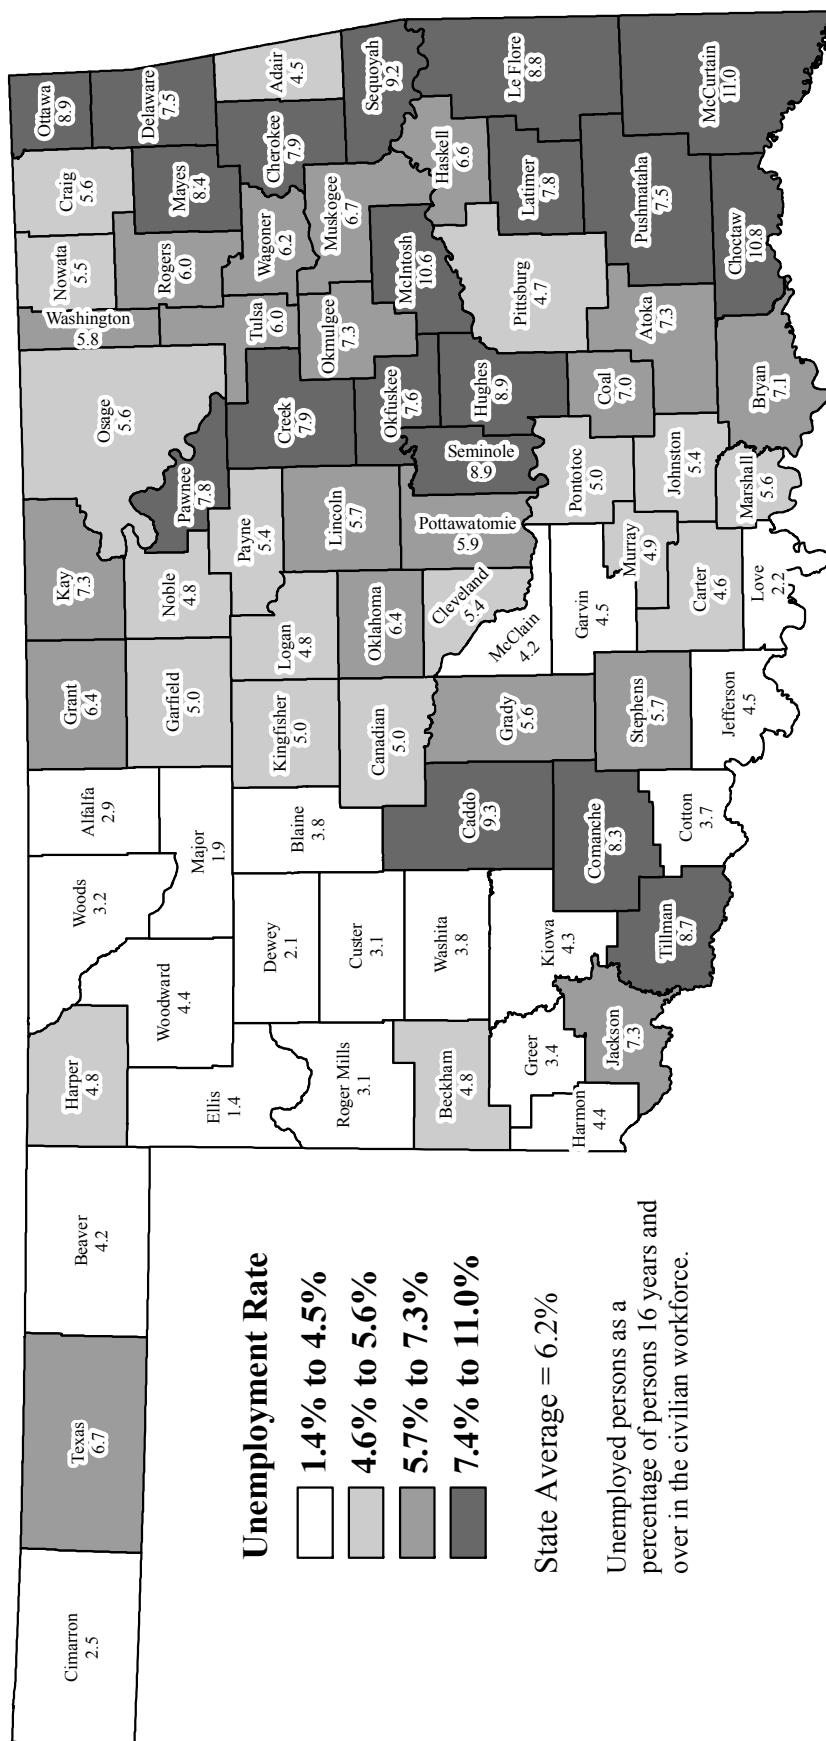 Cimarron
2.5
Texas
6.7
Beaver
4.2
Harper
4.8
Woods
3.2
Alfalfa
2.9
Grant
6.4
Kay
7.3
Osage
5.6
Washington
5.8
Nowata
5.5
Craig
5.6
Ottawa
8.9
Ellis
1.4
Woodward
4.4
Major
1.9
Garfield
5.0
Noble
4.8
Pawnee
7.8
Rogers
6.0
Mayes
8.4
Delaware
7.5
Dewey
2.1
Blaine
3.8
Kingfisher
5.0
Logan
4.8
Payne
5.4
Creek
7.9
Tulsa
6.0
Wagoner
6.2
Cherokee
7.9
Adair
4.5
Roger Mills
3.1
Custer
3.1
Canadian
5.0
Oklahoma
6.4
Lincoln
5.7
Okfuskee
7.6
Okmulgee
7.3
Muskogee
6.7
Sequoyah
9.2
Beckham
4.8
Washita
3.8
Caddo
9.3
Grady
5.6
Cleveland
5.4
McClain
4.2
Pottawatomie
5.9
Seminole
8.9
Hughes
8.9
McIntosh
10.6
Haskell
6.6
Le Flore
8.8
Harmon
4.4
Greer
3.4
Kiowa
4.3
Comanche
8.3
Stephens
5.7
Garvin
4.5
Murray
4.9
Pontotoc
5.0
Coal
7.0
Pittsburg
4.7
Latimer
7.8
Jackson
7.3
Tillman
8.7
Cotton
3.7
Jefferson
4.5
Carter
4.6
Johnston
5.4
Atoka
7.3
Pushmataha
7.5
McCurtain
11.0
Love
2.2
Marshall
5.6
Bryan
7.1
Choctaw
10.8
Unemployment Rate
1.4% to 4.5%
4.6% to 5.6%
5.7% to 7.3%
7.4% to 11.0%
State Average = 6.2%
Unemployed persons as a
percentage of persons 16 years and
over in the civilian workforce.